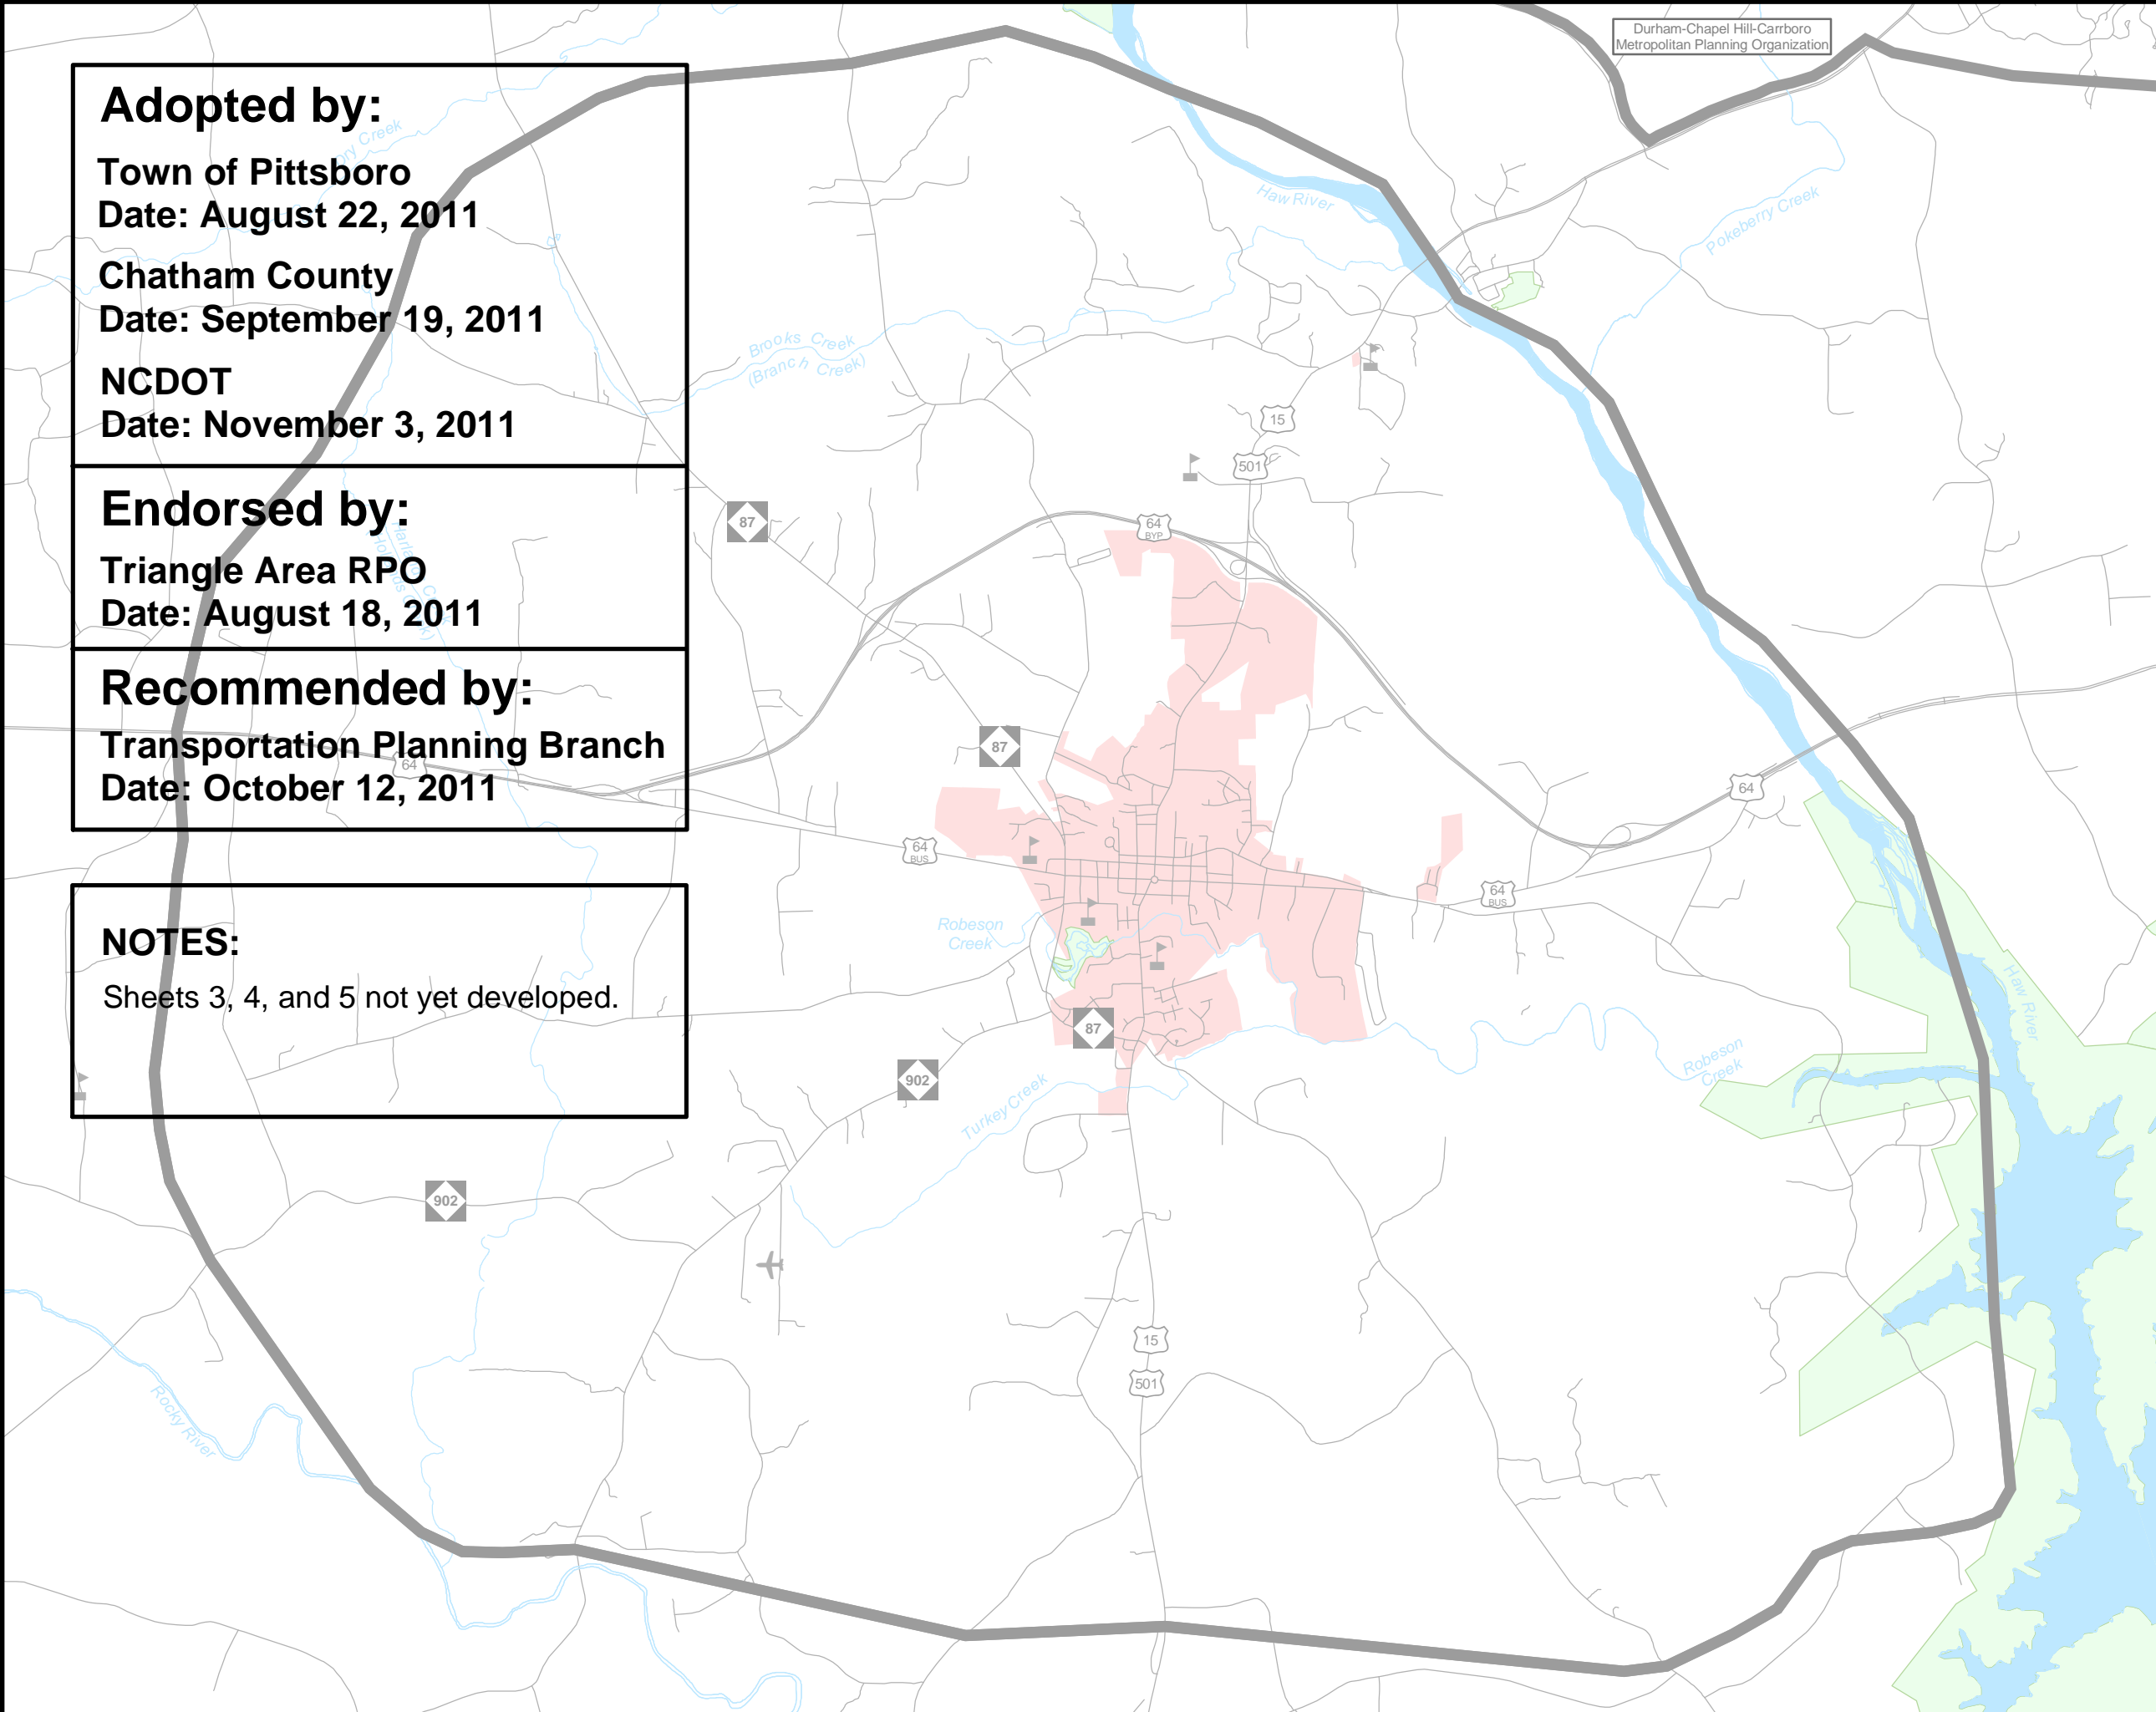 Durham-Chapel Hill-Carrboro
Metropolitan Planning Organization
Adopted by:
Town of Pittsboro
Date: August 22, 2011
Chatham County
Date: September 19, 2011
NCDOT
Date: November 3, 2011
Endorsed by:
Triangle Area RPO
Date: August 18, 2011
Recommended by:
Transportation Planning Branch
Date: October 12, 2011
NOTES:
Sheets 3, 4, and 5 not yet developed.
Creek
Haw River
Pokeberry Creek
Brooks Creek
(Branch Creek)
15
501
87
64
BYP
87
64
64
64
BUS
64
BUS
Robeson
Creek
Haw River
87
Robeson
Creek
902
Turkey Creek
902
15
501
Rocky River